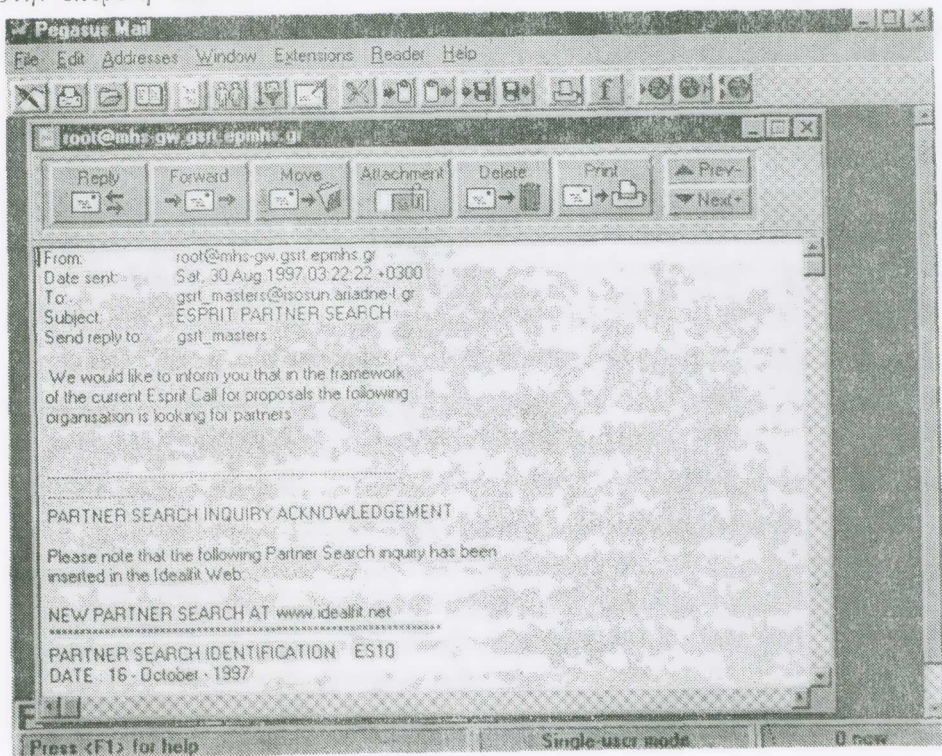 Pegasus Mail
File Edit Addresses Window Extensions Reader Help
root@mhs-gw.gsrt.epmhs.gr
Reply Forward Move Attachment Delete Print Prev- Next+
From: root@mhs-gw.gsrt.epmhs.gr
Date sent: Sat, 30 Aug 1997 03:22:22 +0300
To: gsrt_masters@isosun.ariadne-t.gr
Subject: ESPRIT PARTNER SEARCH
Send reply to: gsrt_masters
We would like to inform you that in the framework
of the current Esprit Call for proposals the following
organisation is looking for partners
PARTNER SEARCH INQUIRY ACKNOWLEDGEMENT
Please note that the following Partner Search inquiry has been
inserted in the Idealfit Web:
NEW PARTNER SEARCH AT www.idealfit.net
****************************************************
PARTNER SEARCH IDENTIFICATION ES10
DATE : 16 - October - 1997
Press <F1> for help Single-user mode 0 new